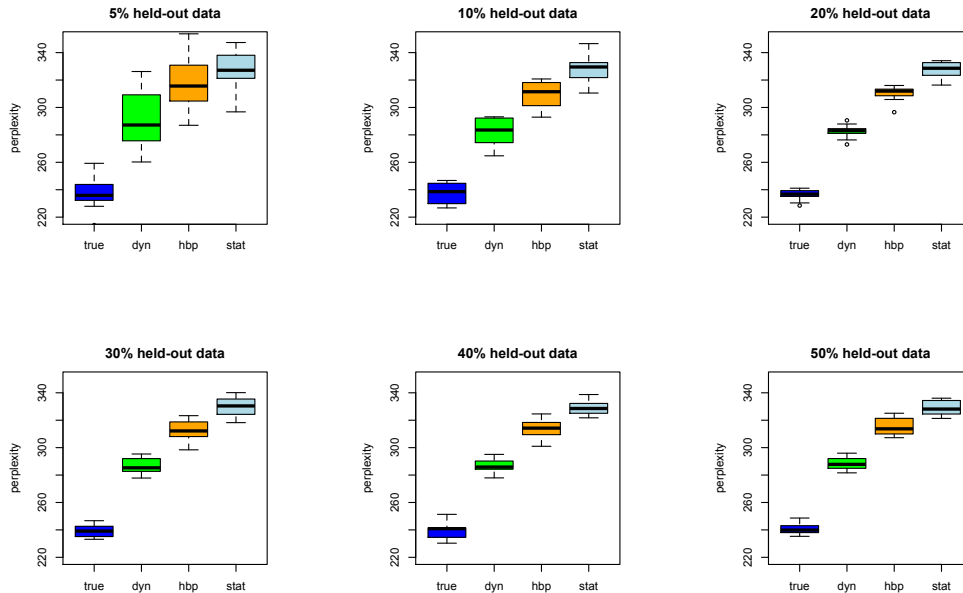 5% held-out data
10% held-out data
20% held-out data
perplexity
340
300
260
220
true dyn hbp stat
perplexity
340
300
260
220
true dyn hbp stat
perplexity
340
300
260
220
true dyn hbp stat
30% held-out data
40% held-out data
50% held-out data
perplexity
340
300
260
220
true dyn hbp stat
perplexity
340
300
260
220
true dyn hbp stat
perplexity
340
300
260
220
true dyn hbp stat